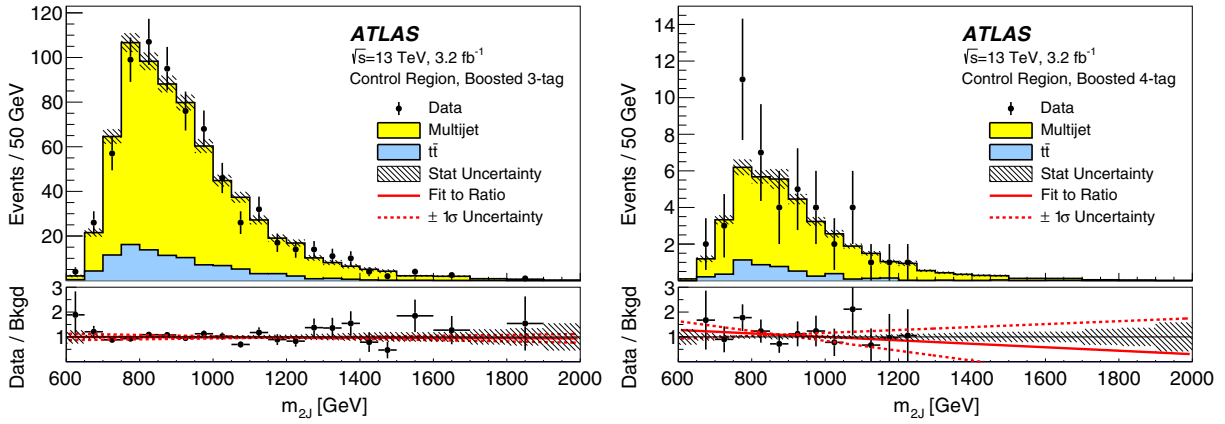 Events / 50 GeV
120
100
80
60
40
20
ATLAS
√s=13 TeV, 3.2 fb⁻¹
Control Region, Boosted 3-tag
Data
Multijet
tt̄
Stat Uncertainty
Fit to Ratio
± 1σ Uncertainty
Data / Bkgd
3
2
1
600 800 1000 1200 1400 1600 1800 2000
m2J [GeV]
Events / 50 GeV
14
12
10
8
6
4
2
ATLAS
√s=13 TeV, 3.2 fb⁻¹
Control Region, Boosted 4-tag
Data
Multijet
tt̄
Stat Uncertainty
Fit to Ratio
± 1σ Uncertainty
Data / Bkgd
3
2
1
600 800 1000 1200 1400 1600 1800 2000
m2J [GeV]